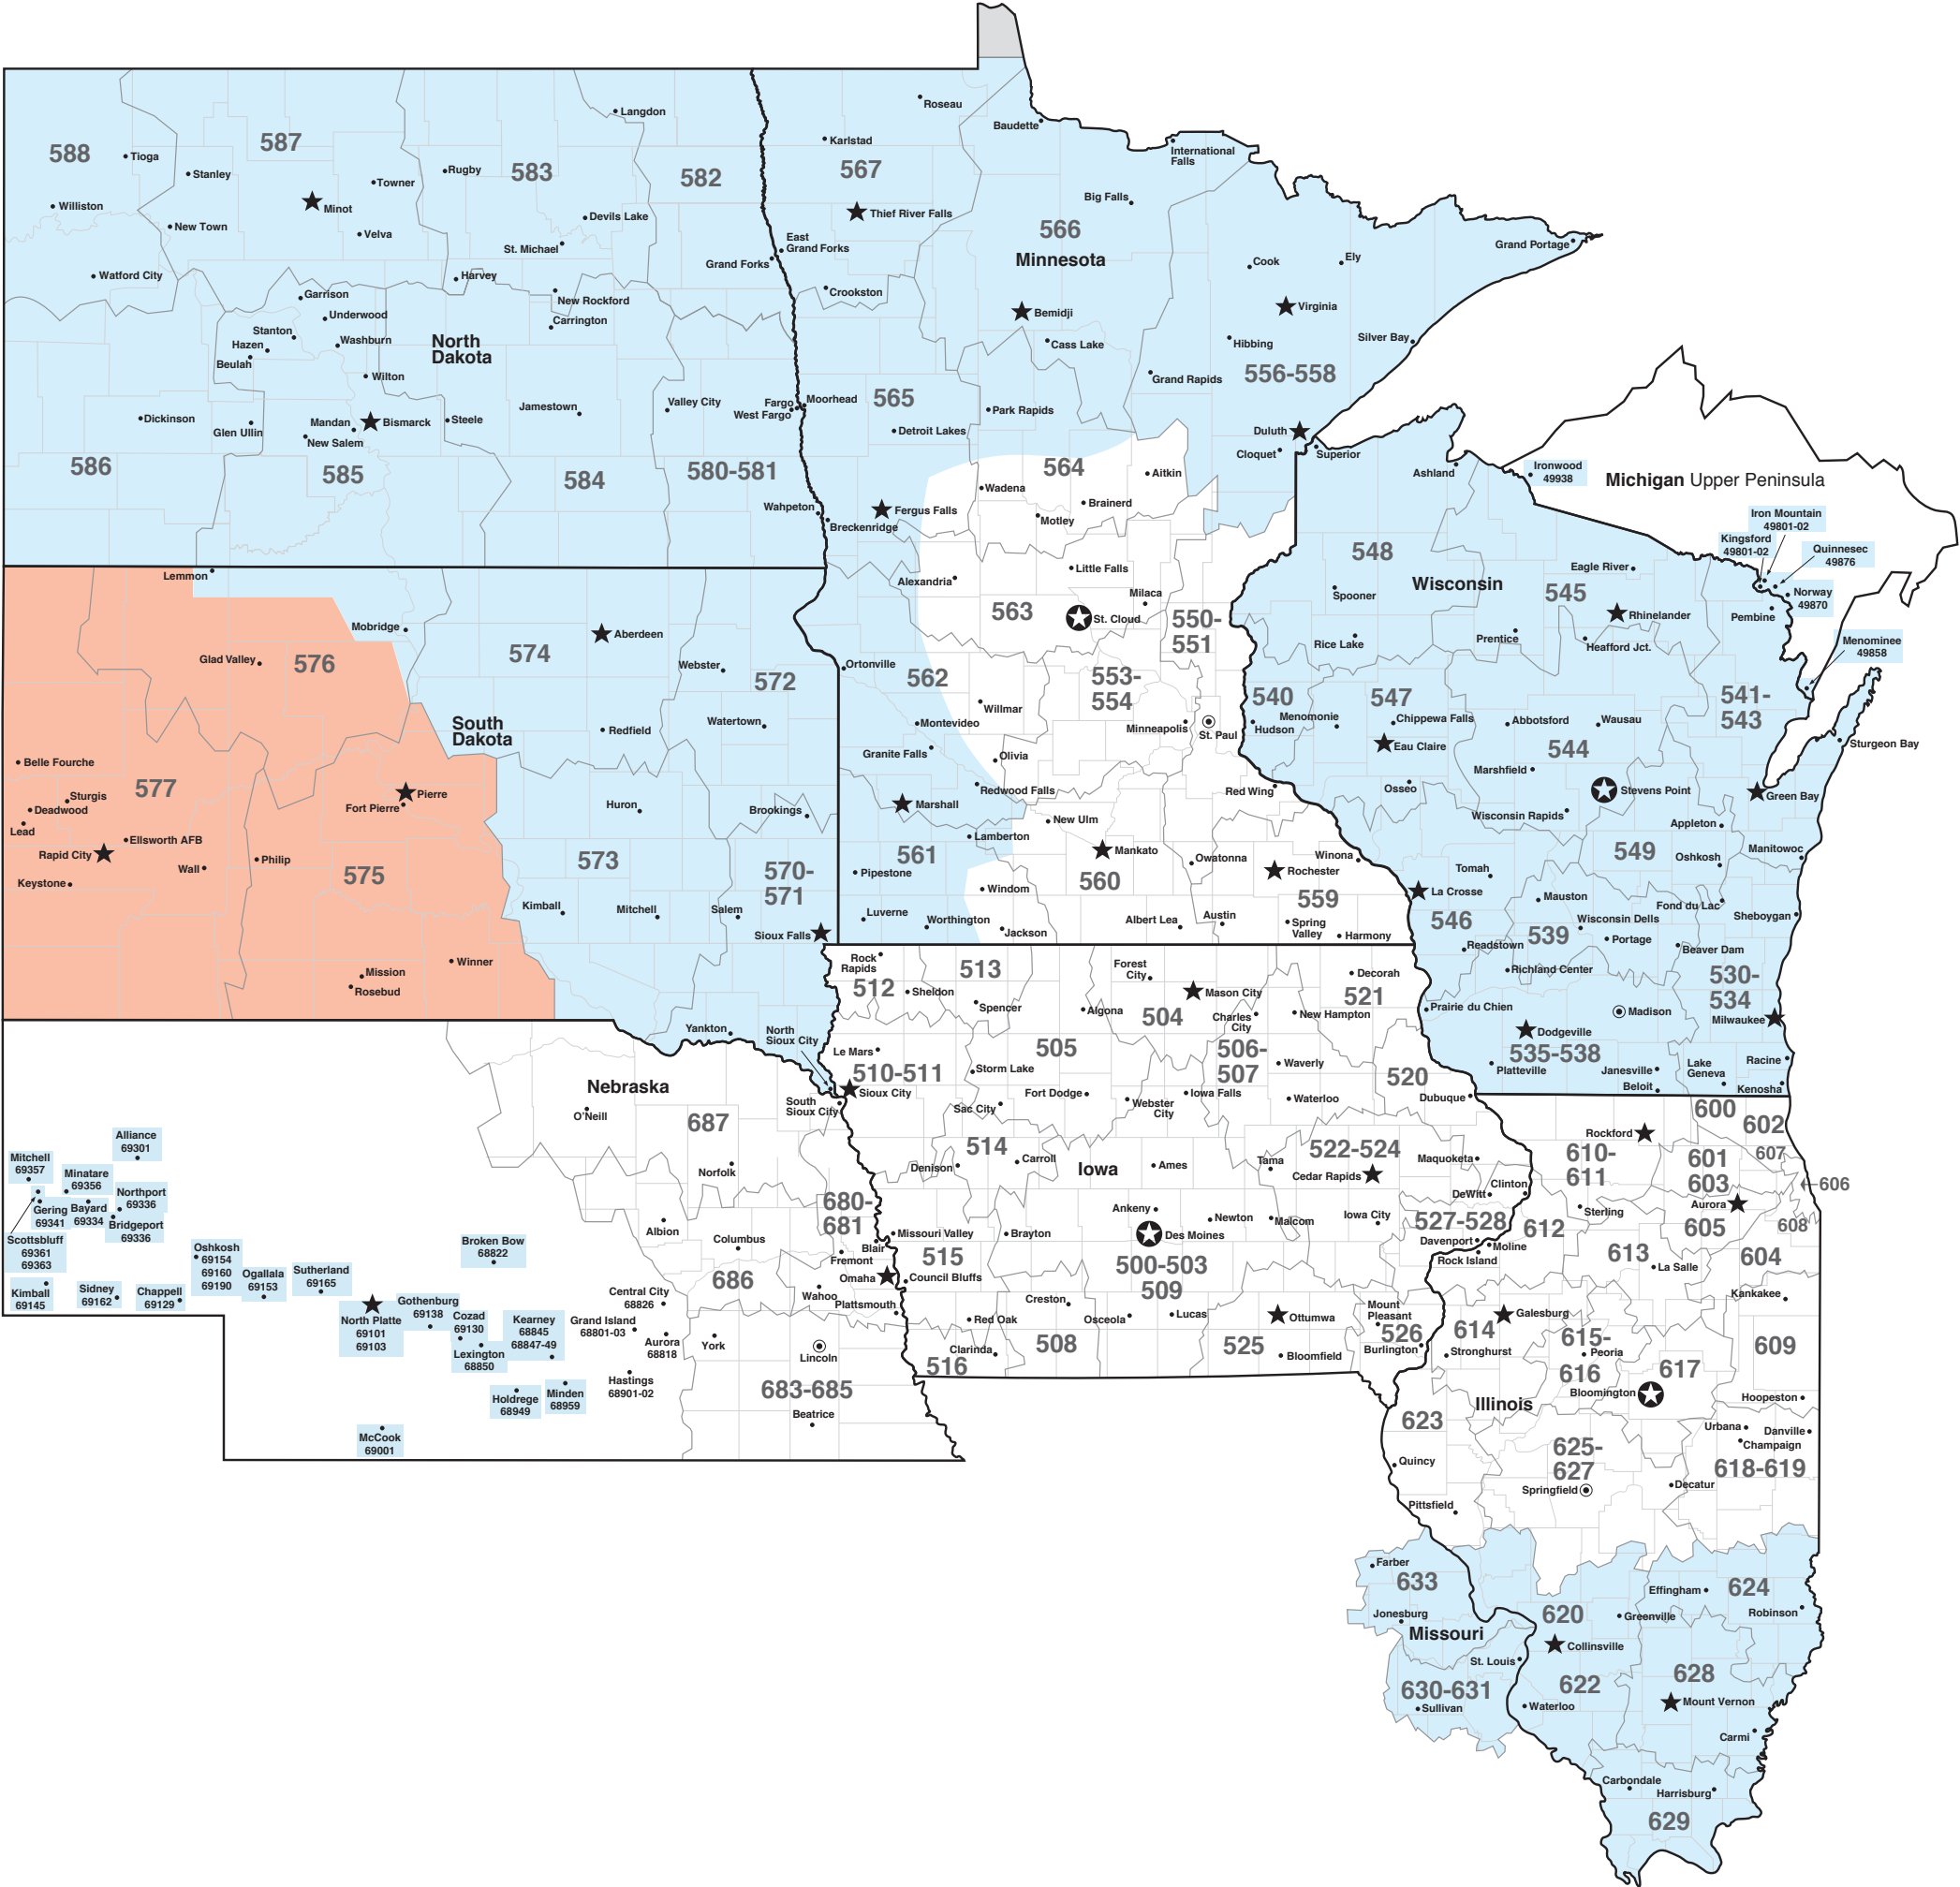 588
Tioga
Williston
Watford City
587
Stanley
Towner
Minot
New Town
Velva
Rugby
583
Langdon
Devils Lake
St. Michael
582
Grand Forks
Harvey
New Rockford
Carrington
Garrison
Underwood
Stanton
Hazen
Washburn
Beulah
Wilton
North
Dakota
Dickinson
Glen Ullin
Mandan
Bismarck
New Salem
Steele
Jamestown
Valley City
Fargo
West Fargo
586
585
584
580-581
Wahpeton
Roseau
Baudette
Karlstad
567
Thief River Falls
East
Grand Forks
Crookston
International
Falls
Big Falls
566
Minnesota
Bemidji
Cass Lake
Cook
Ely
Grand Portage
Virginia
Hibbing
Silver Bay
Grand Rapids
556-558
Moorhead
565
Park Rapids
Detroit Lakes
Duluth
Cloquet
Superior
564
Aitkin
Wadena
Brainerd
Motley
Fergus Falls
Breckenridge
Alexandria
Little Falls
Milaca
563
St. Cloud
550-
551
Ortonville
562
553-
554
Willmar
Montevideo
Minneapolis
St. Paul
Granite Falls
Olivia
Redwood Falls
Marshall
Red Wing
New Ulm
Lamberton
Mankato
561
Pipestone
Owatonna
Winona
Rochester
Windom
560
559
Luverne
Worthington
Jackson
Albert Lea
Austin
Spring
Valley
Harmony
Lemmon
Mobridge
Aberdeen
574
Glad Valley
576
Webster
572
South
Dakota
Redfield
Watertown
Belle Fourche
577
Sturgis
Deadwood
Lead
Ellsworth AFB
Rapid City
Keystone
Wall
Philip
Pierre
Fort Pierre
575
Huron
Brookings
573
570-
571
Kimball
Mitchell
Salem
Sioux Falls
Winner
Mission
Rosebud
Yankton
North
Sioux City
Ashland
Ironwood
49938
Michigan Upper Peninsula
Iron Mountain
49801-02
Kingsford
49801-02
Quinnesec
49876
Norway
49870
Menominee
49858
548
Wisconsin
Spooner
Eagle River
545
Rhinelander
Pembine
Rice Lake
Prentice
Heafford Jct.
540
Hudson
547
Menomonie
Chippewa Falls
Eau Claire
Abbotsford
Wausau
541-
543
544
Sturgeon Bay
Marshfield
Stevens Point
Green Bay
Osseo
Wisconsin Rapids
Appleton
549
Oshkosh
Manitowoc
Tomah
La Crosse
Mauston
Fond du Lac
Sheboygan
546
Wisconsin Dells
539
Portage
Readstown
Beaver Dam
Richland Center
530-
534
Prairie du Chien
Madison
Milwaukee
Dodgeville
535-538
Platteville
Janesville
Beloit
Lake
Geneva
Racine
Kenosha
Rock
Rapids
512
Sheldon
513
Spencer
Algona
Forest
City
Mason City
504
Charles
City
Decorah
521
New Hampton
Le Mars
510-511
Sioux City
505
Storm Lake
506-
507
Waverly
Fort Dodge
Sac City
Webster
City
Iowa Falls
Waterloo
520
Dubuque
514
Denison
Carroll
Iowa
Ames
522-524
Tama
Cedar Rapids
Maquoketa
DeWitt
Clinton
Ankeny
Newton
Malcom
Iowa City
Des Moines
527-528
Davenport
Missouri Valley
Brayton
515
Council Bluffs
500-503
509
Creston
Red Oak
Osceola
Lucas
Ottumwa
Mount
Pleasant
526
Burlington
Clarinda
516
508
525
Bloomfield
Nebraska
O'Neill
687
South
Sioux City
Norfolk
680-
681
Albion
Columbus
Blair
Fremont
Omaha
686
Wahoo
Plattsmouth
Central City
68826
Grand Island
68801-03
Aurora
68818
York
Lincoln
Hastings
68901-02
683-685
Beatrice
Alliance
69301
Mitchell
69357
Minatare
69356
Northport
69336
Gering
69341
Bayard
69334
Bridgeport
69336
Scottsbluff
69361
69363
Kimball
69145
Sidney
69162
Chappell
69129
Oshkosh
69154
69160
69190
Ogallala
69153
Sutherland
69165
Broken Bow
68822
North Platte
69101
69103
Gothenburg
69138
Cozad
69130
Lexington
68850
Kearney
68845
68847-49
Holdrege
68949
Minden
68959
McCook
69001
600
602
Rockford
610-
611
601
603
607
606
Aurora
Sterling
612
605
608
Moline
Rock Island
613
La Salle
604
Kankakee
Galesburg
614
Stronghurst
615-
Peoria
616
617
609
Bloomington
Illinois
Hoopeston
623
Urbana
Danville
Champaign
625-
627
618-619
Quincy
Springfield
Decatur
Pittsfield
Farber
633
Jonesburg
Missouri
St. Louis
630-631
Sullivan
Effingham
624
620
Greenville
Robinson
Collinsville
622
628
Waterloo
Mount Vernon
Carmi
Carbondale
Harrisburg
629